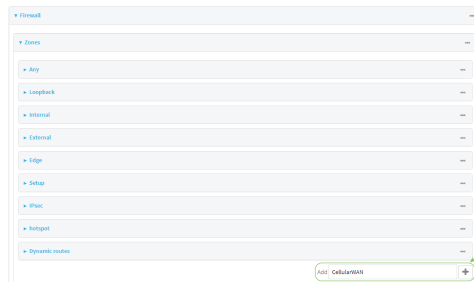 Firewall
Zones
Any
Loopback
Internal
External
Edge
Setup
IPsec
hotspot
Dynamic routes
Add CellularWAN